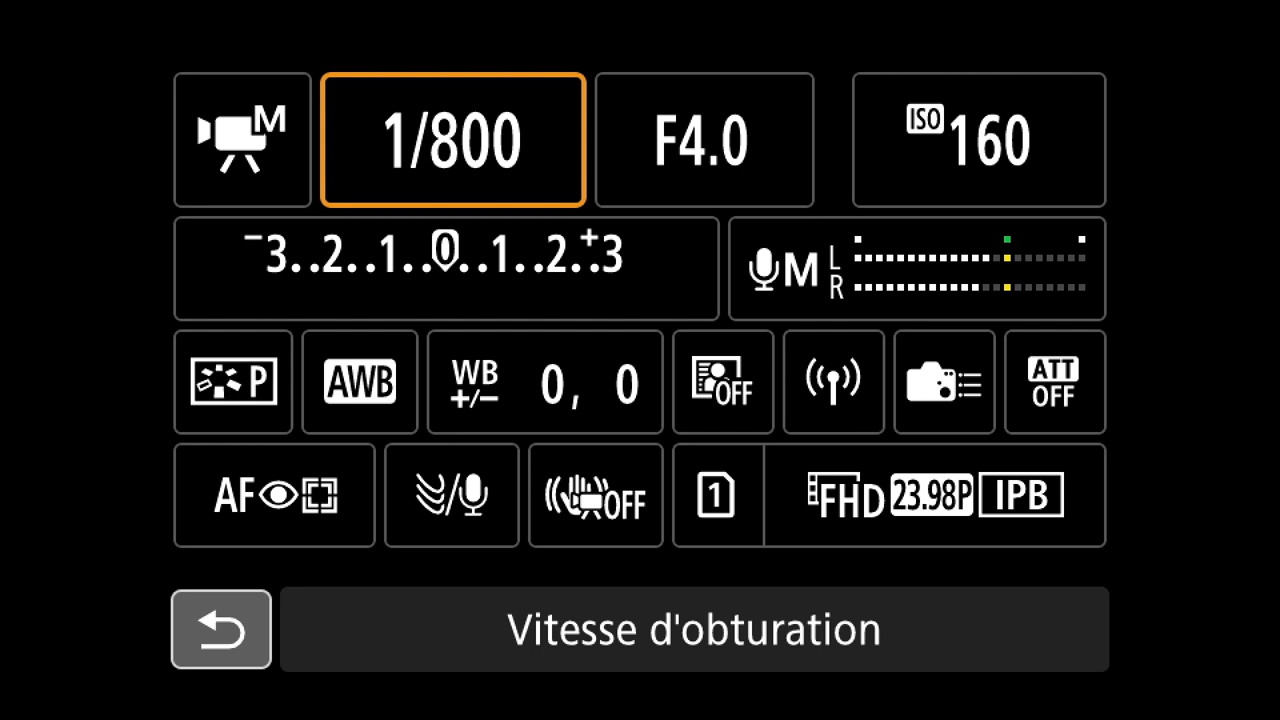 M 1/800 F4.0 ISO 160
-3..2..1..0..1..2..+3 M L R
P AWB WB +/- 0, 0 OFF ATT OFF
AF OFF 1 FHD 23.98P IPB
Vitesse d'obturation